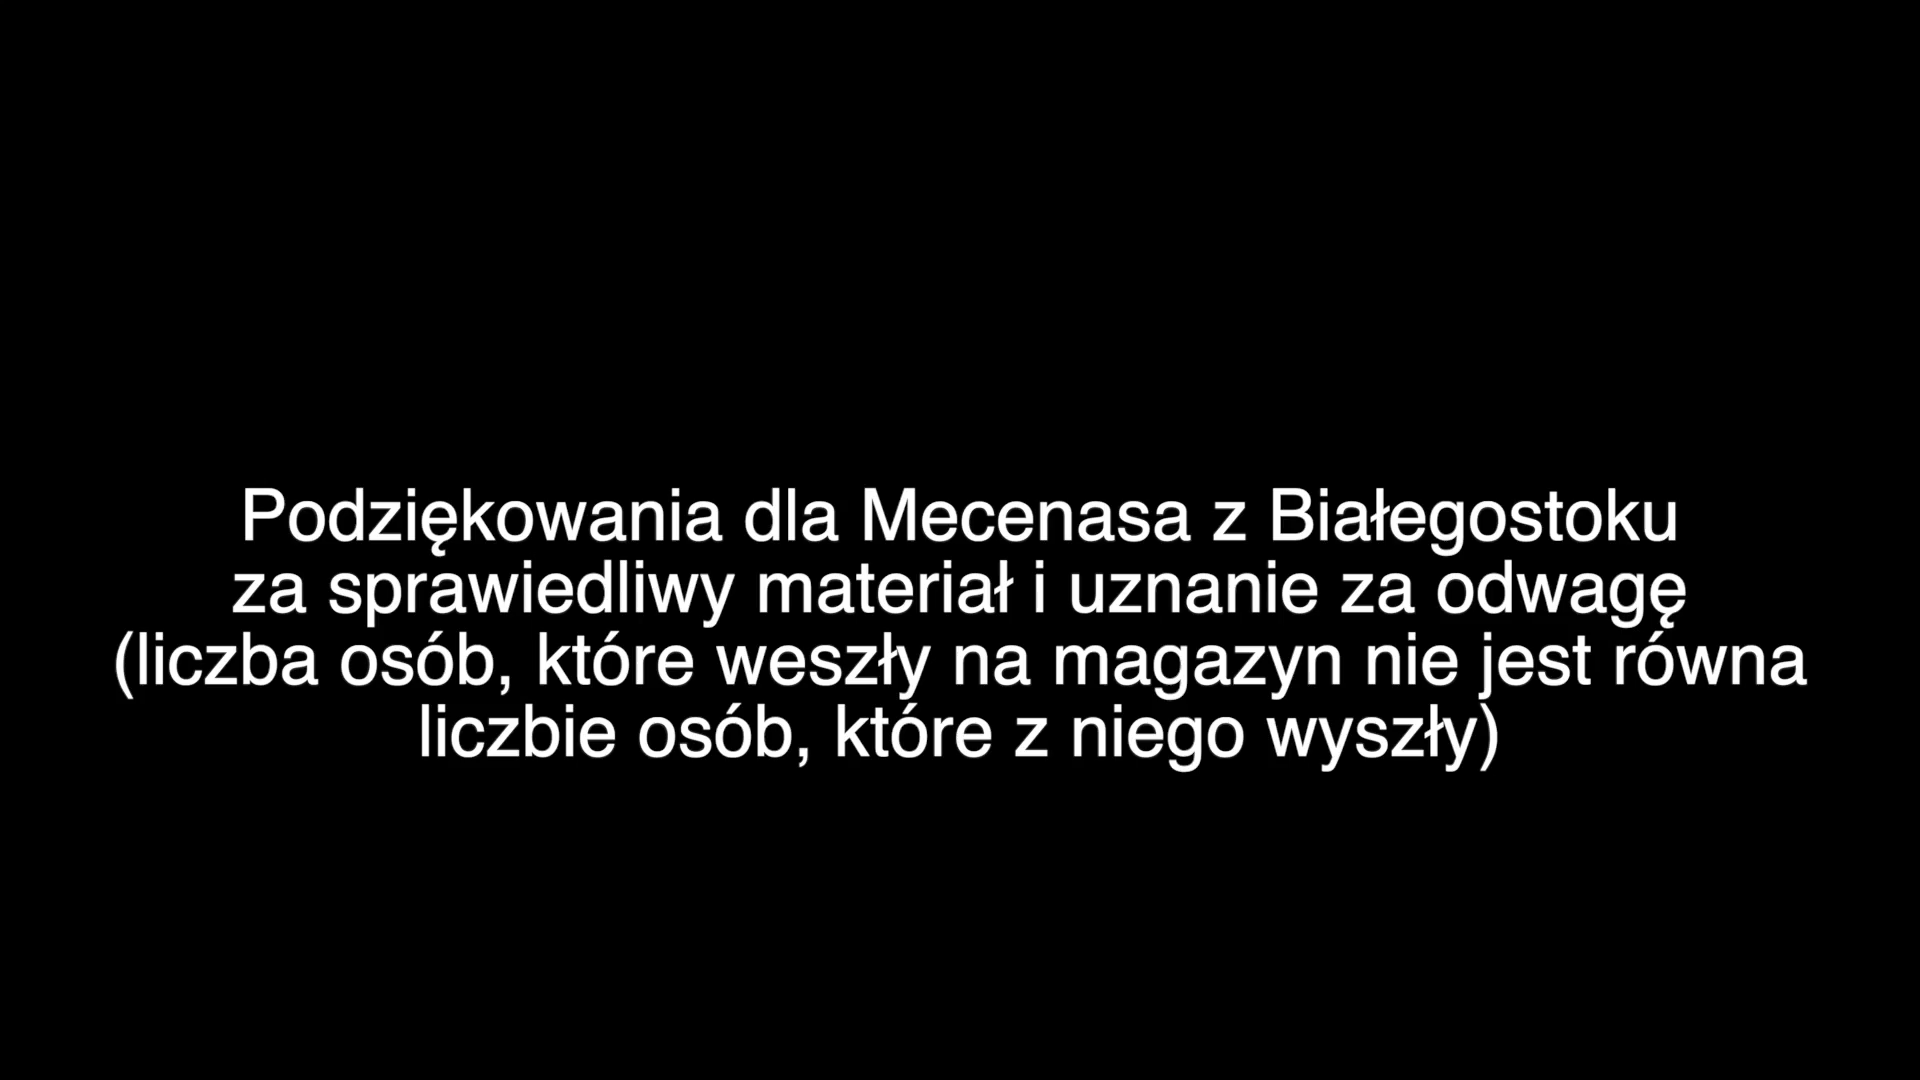 Podziękowania dla Mecenasa z Białegostoku
za sprawiedliwy materiał i uznanie za odwagę
(liczba osób, które weszły na magazyn nie jest równa
liczbie osób, które z niego wyszły)